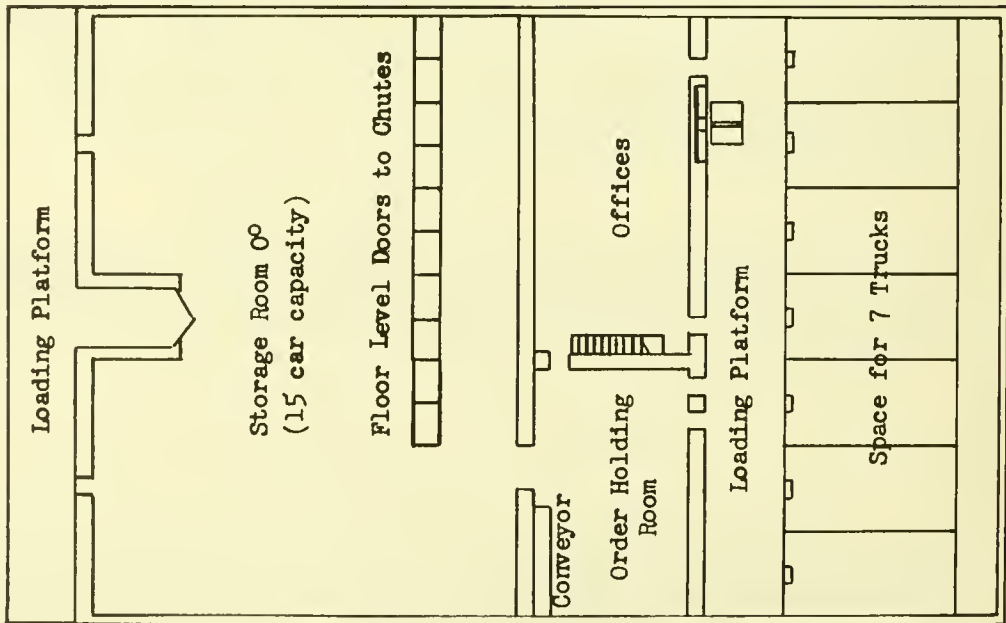 Loading Platform
Storage Room 0°
(15 car capacity)
Floor Level Doors to Chutes
Conveyor
Offices
Order Holding
Room
Loading Platform
Space for 7 Trucks